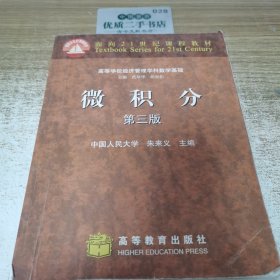 优质二手书店
面向21世纪课程教材
Textbook Series for 21st Century
高等学校经济管理学科数学基础
微积分
第三版
中国人民大学 朱来义 主编
高等教育出版社
HIGHER EDUCATION PRESS